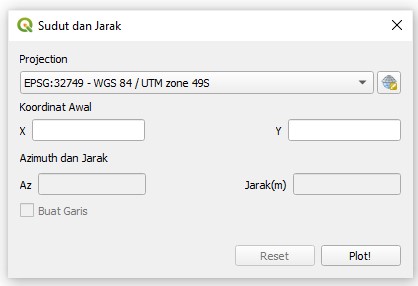 Sudut dan Jarak
Projection
EPSG:32749 - WGS 84 / UTM zone 49S
Koordinat Awal
X Y
Azimuth dan Jarak
Az Jarak(m)
Buat Garis
Reset Plot!